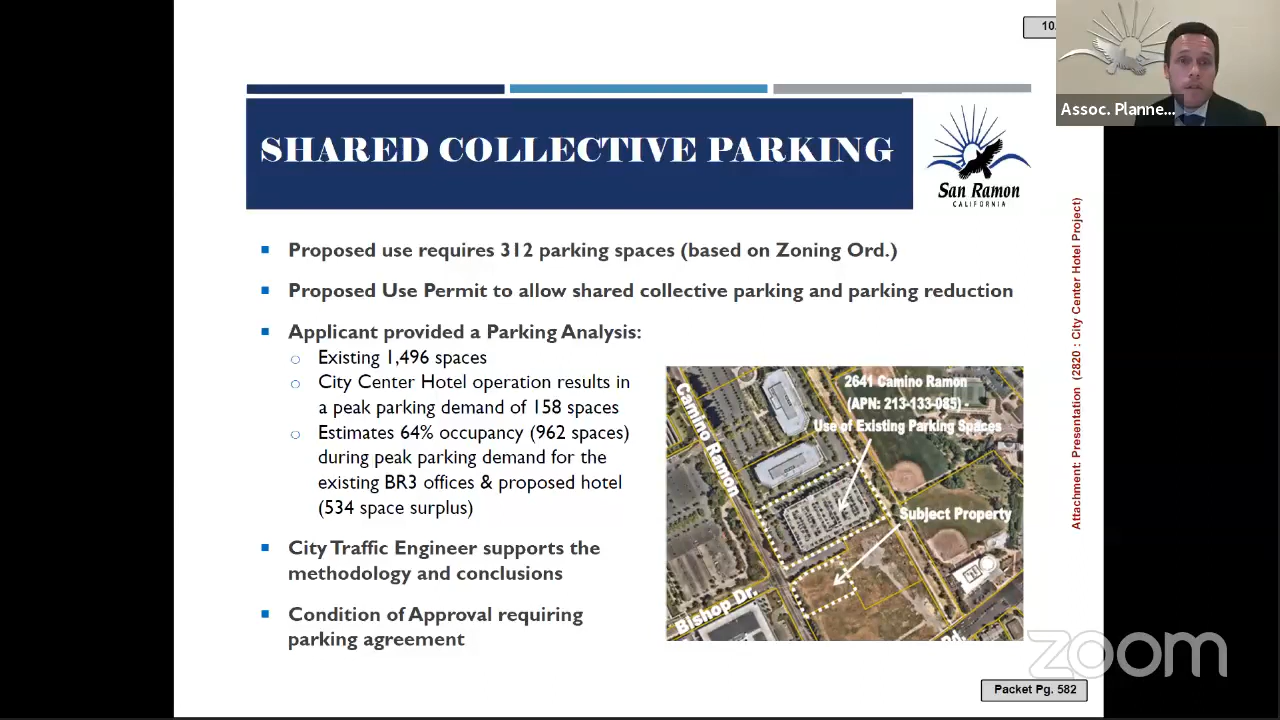 10.
Assoc. Planne...
SHARED COLLECTIVE PARKING
San Ramon
CALIFORNIA
Proposed use requires 312 parking spaces (based on Zoning Ord.)
Proposed Use Permit to allow shared collective parking and parking reduction
Applicant provided a Parking Analysis:
Existing 1,496 spaces
City Center Hotel operation results in
a peak parking demand of 158 spaces
Estimates 64% occupancy (962 spaces)
during peak parking demand for the
existing BR3 offices & proposed hotel
(534 space surplus)
City Traffic Engineer supports the
methodology and conclusions
Condition of Approval requiring
parking agreement
2641 Camino Ramon
(APN: 213-133-085) -
Use of Existing Parking Spaces
Camino Ramon
Subject Property
Bishop Dr.
Rd.
Attachment: Presentation (2820 : City Center Hotel Project)
zoom
Packet Pg. 582